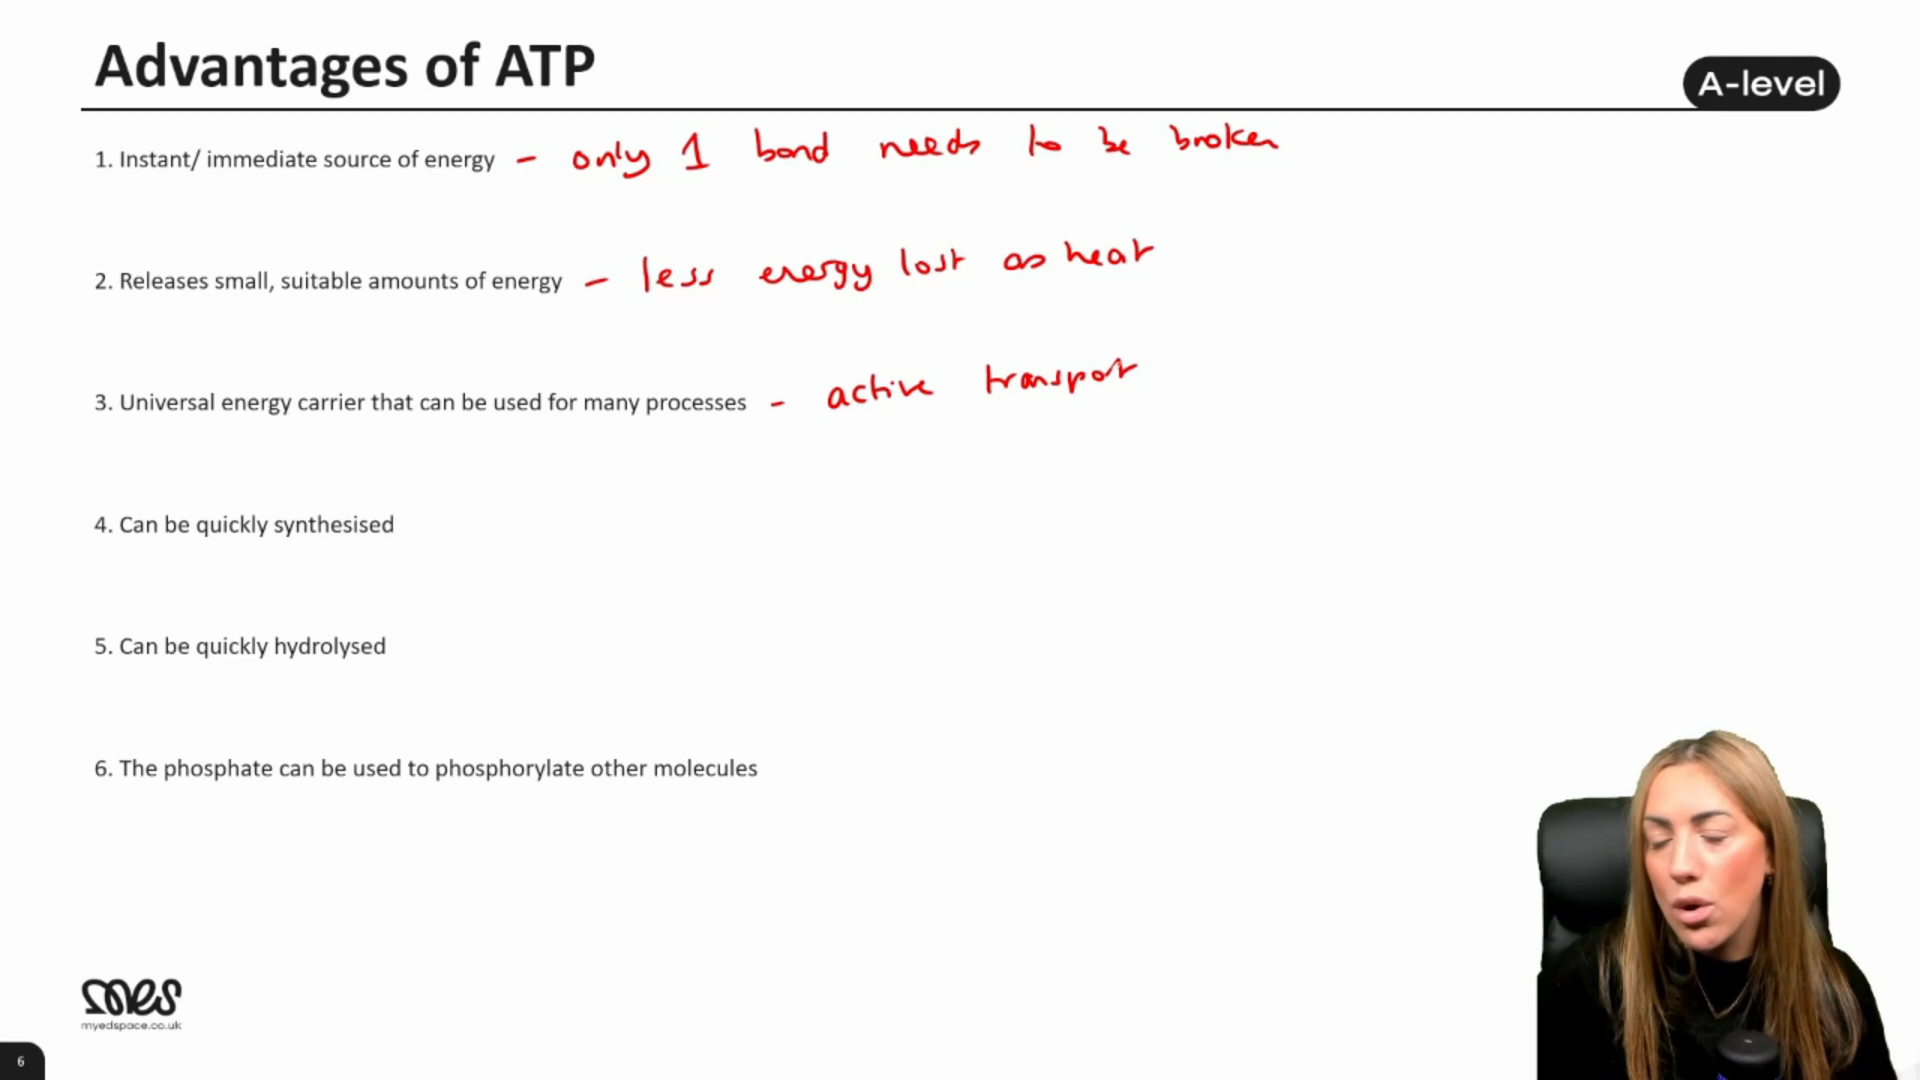 Advantages of ATP
A-level
1. Instant/ immediate source of energy - only 1 bond needs to be broken
2. Releases small, suitable amounts of energy - less energy lost as heat
3. Universal energy carrier that can be used for many processes - active transport
4. Can be quickly synthesised
5. Can be quickly hydrolysed
6. The phosphate can be used to phosphorylate other molecules
mes
myedspace.co.uk
6